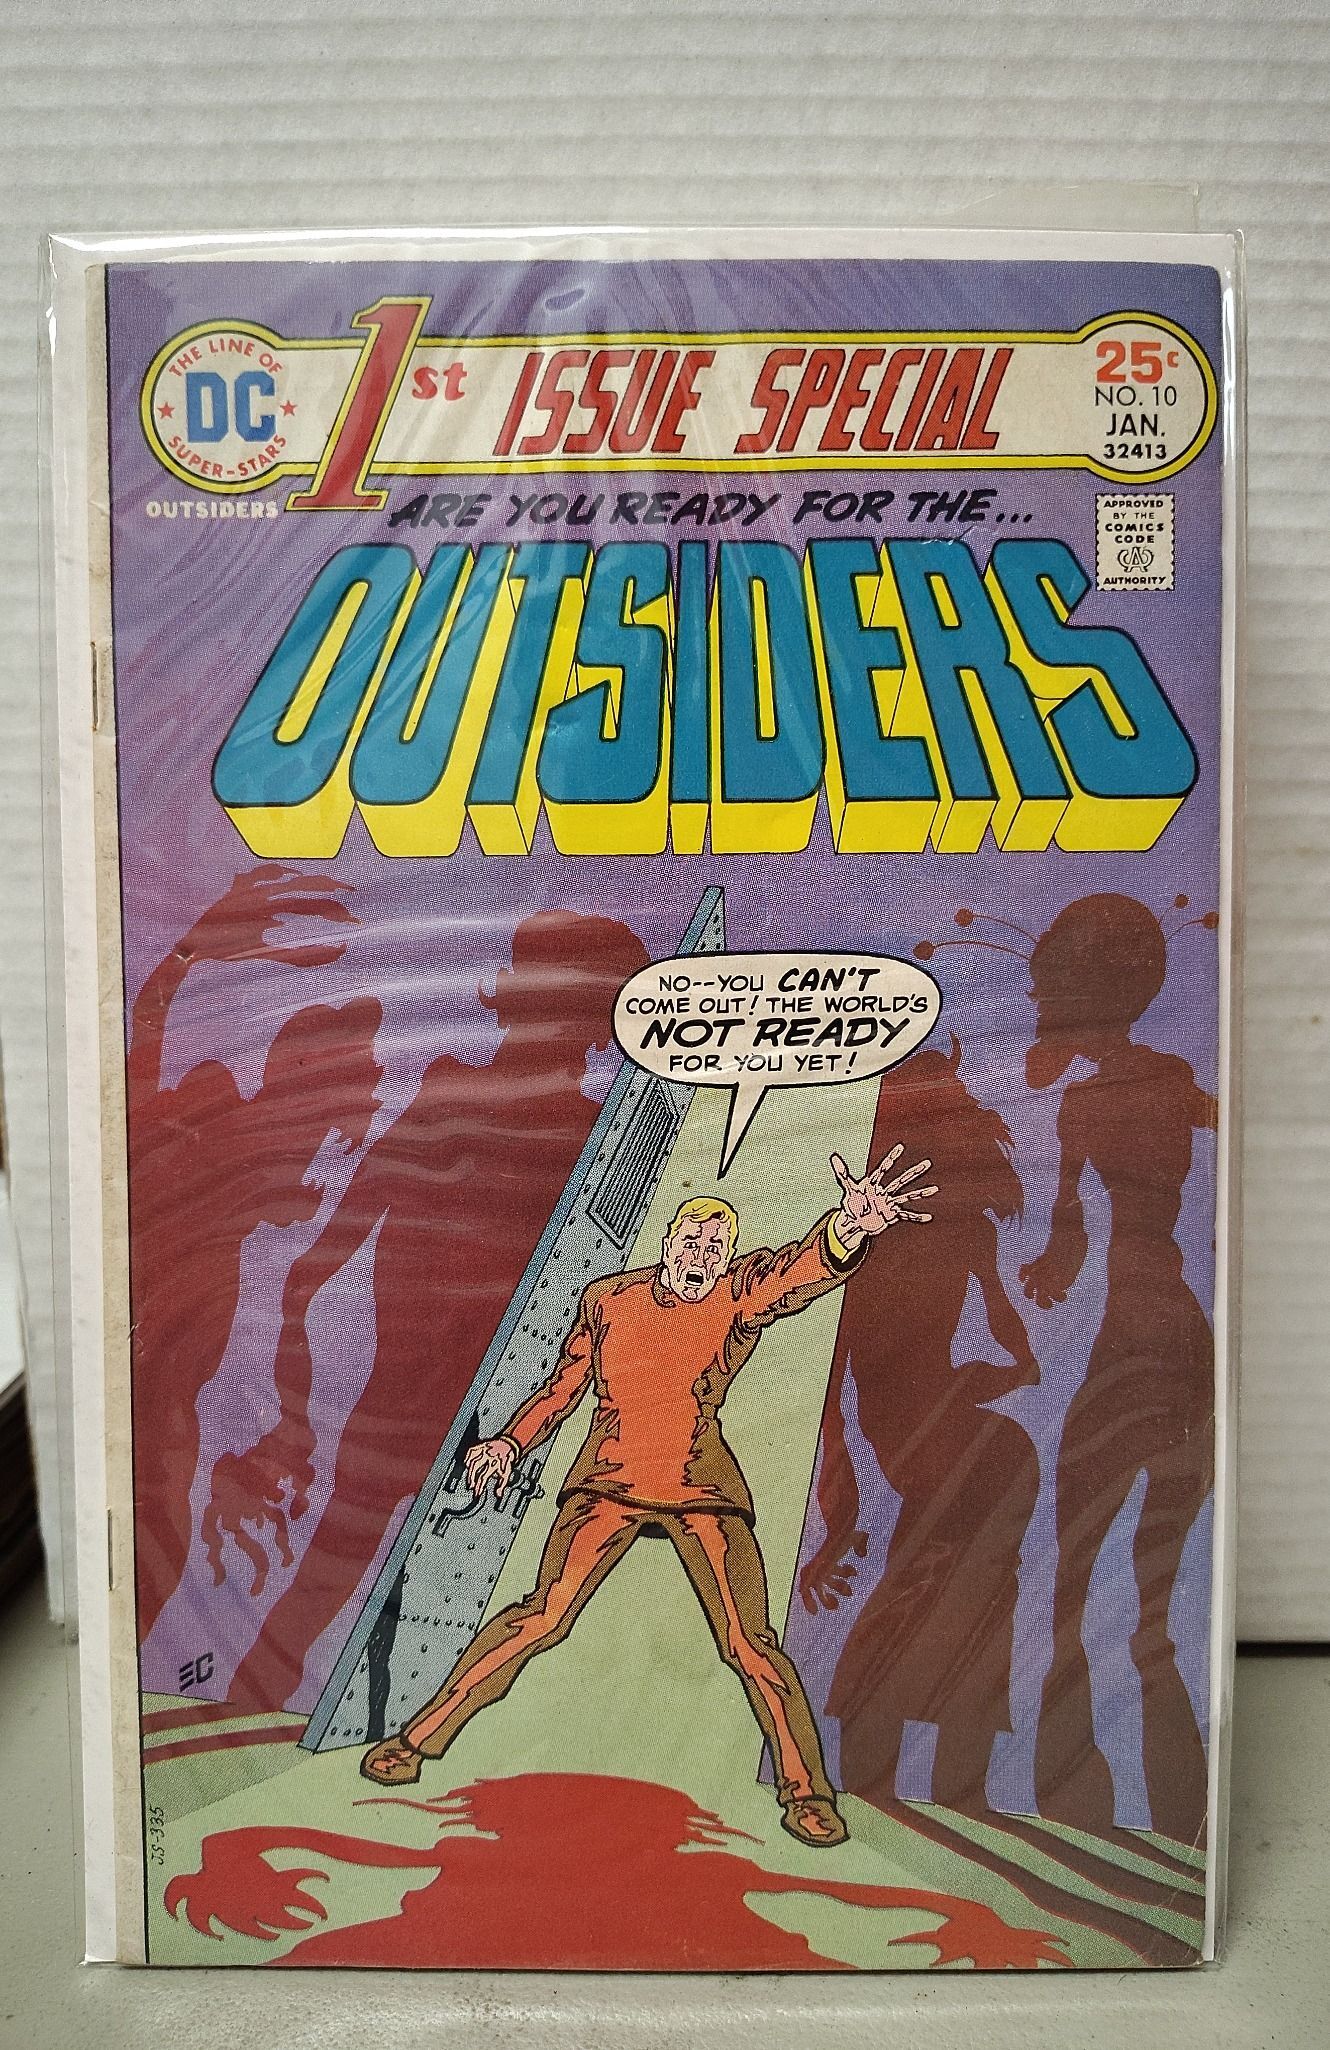 THE LINE OF
DC
SUPER-STARS
1st ISSUE SPECIAL
25¢
NO. 10
JAN.
32413
OUTSIDERS
ARE YOU READY FOR THE...
APPROVED
BY THE
COMICS
CODE
CA
AUTHORITY
OUTSIDERS
NO--YOU CAN'T
COME OUT! THE WORLD'S
NOT READY
FOR YOU YET!
EC
J.S-335